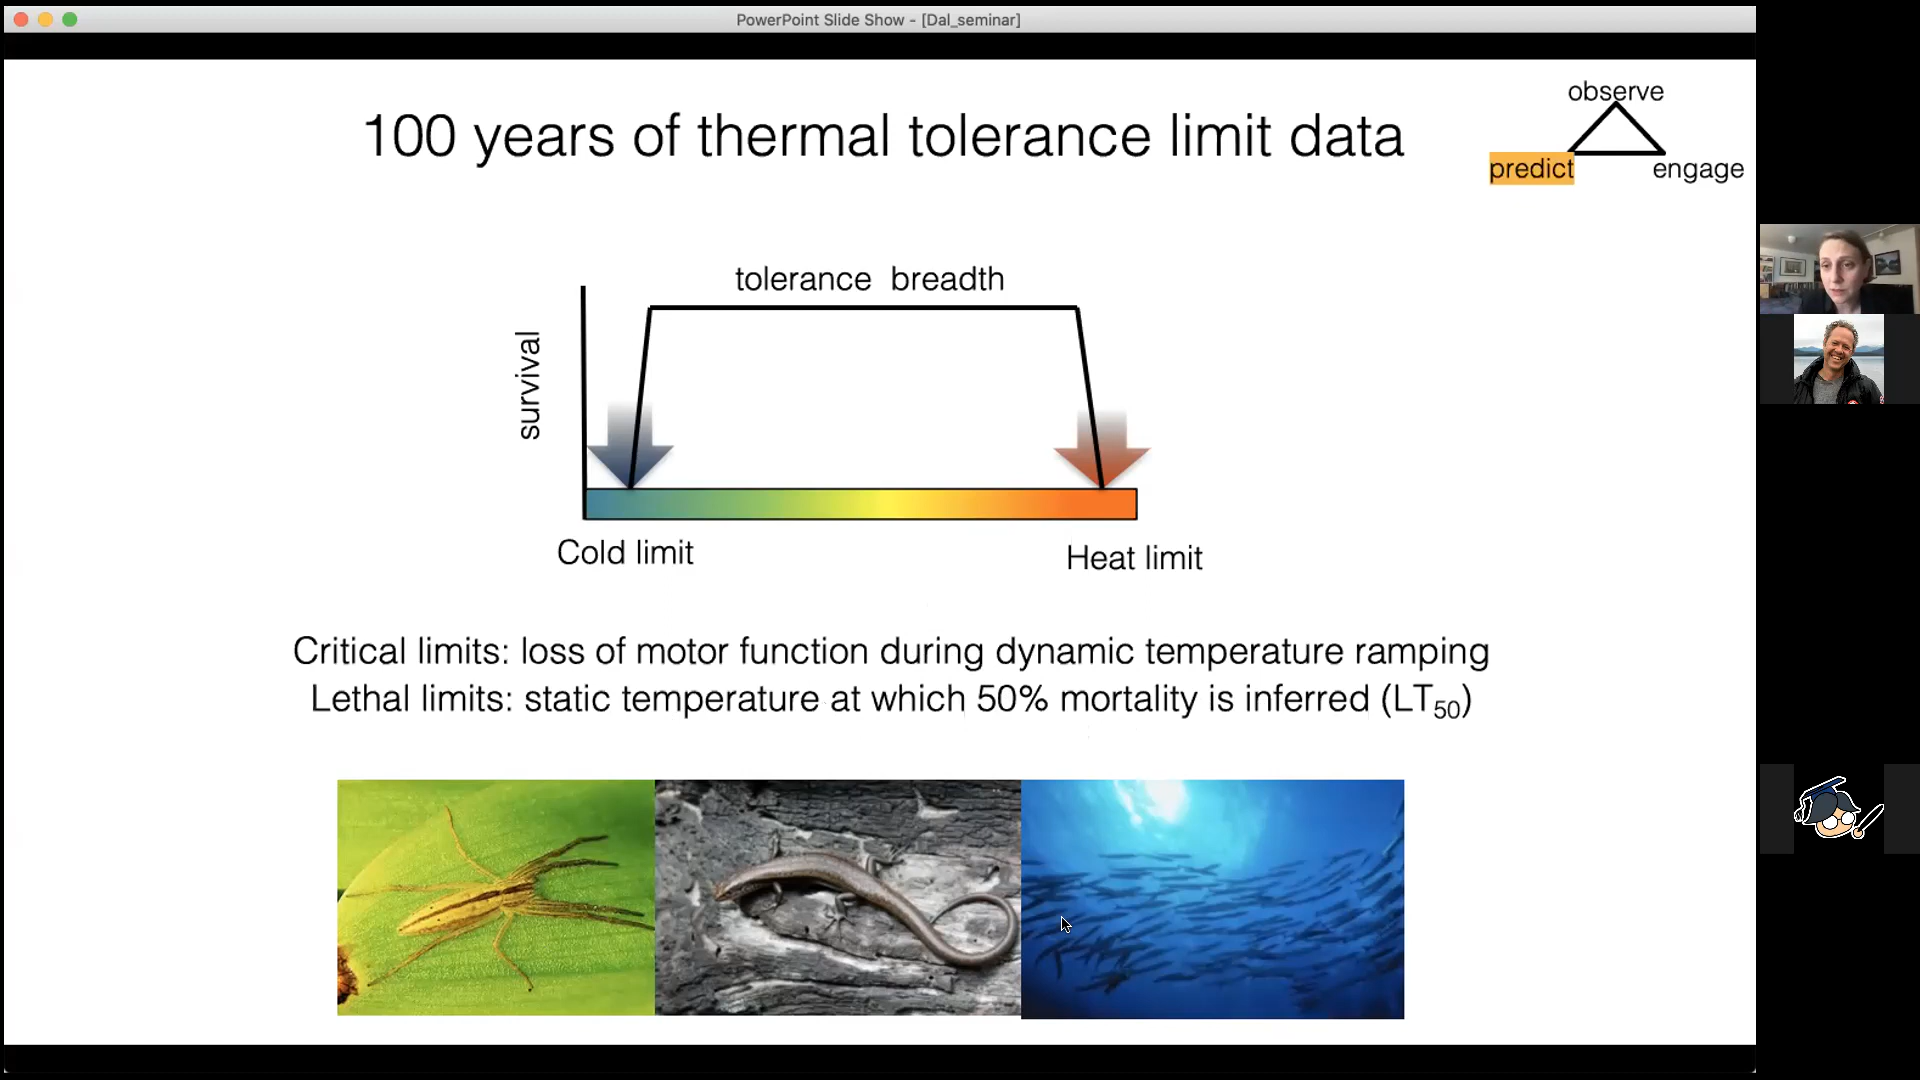 PowerPoint Slide Show - [Dal_seminar]
observe
100 years of thermal tolerance limit data
predict
engage
tolerance breadth
survival
Cold limit
Heat limit
Critical limits: loss of motor function during dynamic temperature ramping
Lethal limits: static temperature at which 50% mortality is inferred (LT50)